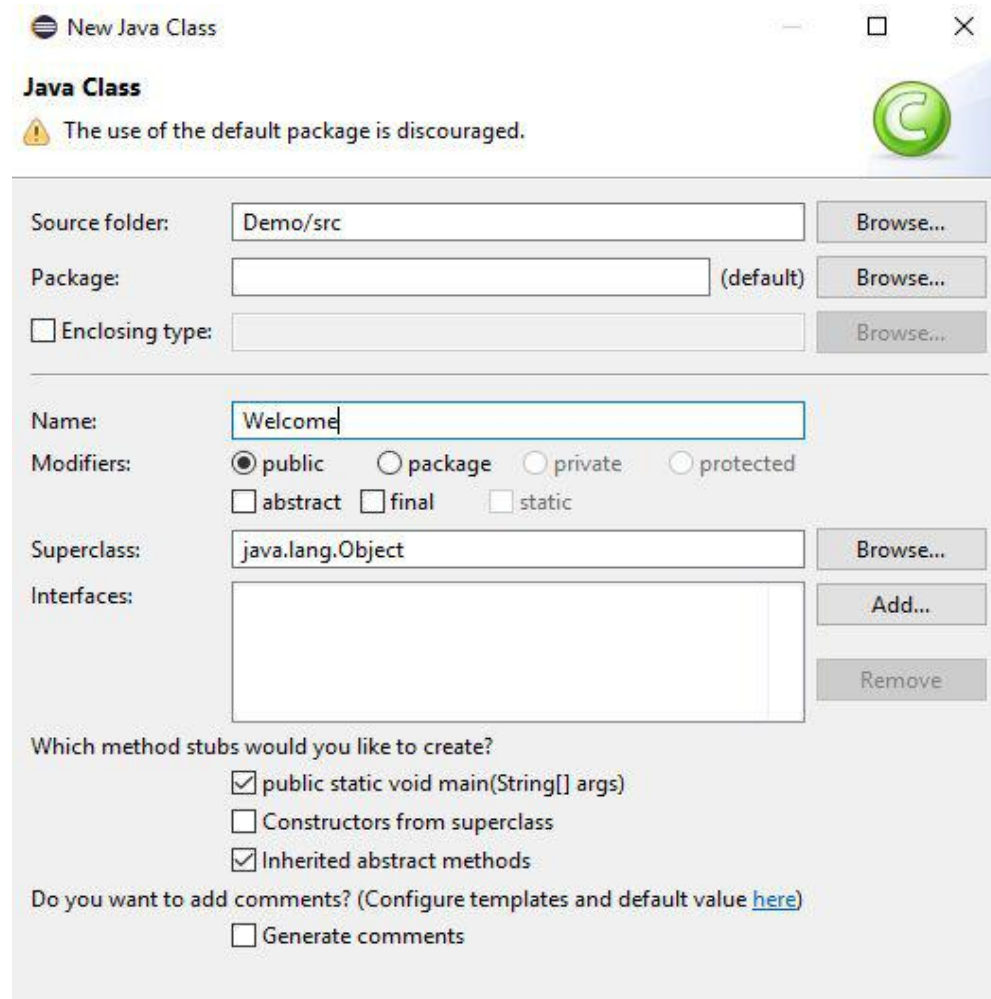 New Java Class
Java Class
The use of the default package is discouraged.
Source folder: Demo/src Browse...
Package: (default) Browse...
Enclosing type: Browse...
Name: Welcome
Modifiers: public package private protected
abstract final static
Superclass: java.lang.Object Browse...
Interfaces: Add...
Remove
Which method stubs would you like to create?
public static void main(String[] args)
Constructors from superclass
Inherited abstract methods
Do you want to add comments? (Configure templates and default value here)
Generate comments